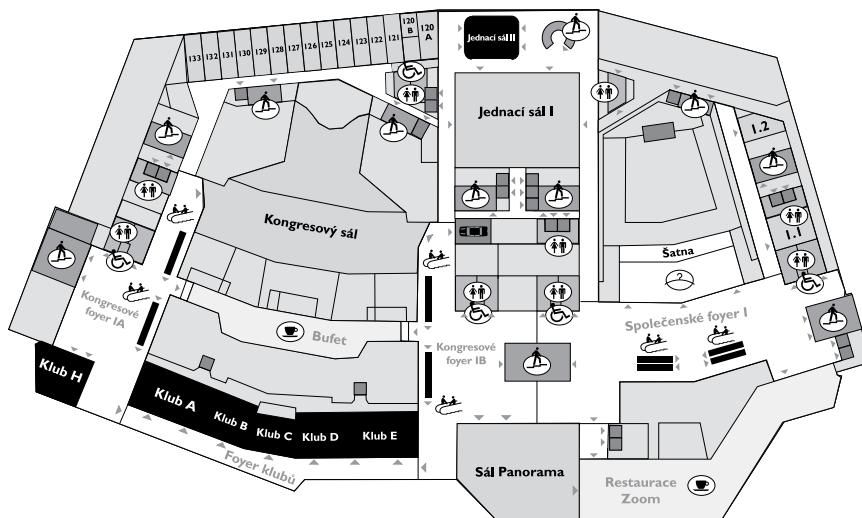 133
132
131
130
129
128
127
126
125
124
123
122
121
120
B
120
A
Jednací sál II
Jednací sál I
1.2
1.1
Kongresový sál
Šatna
Kongresové
foyer IA
Bufet
Kongresové
foyer IB
Společenské foyer I
Klub H
Klub A
Klub B
Klub C
Klub D
Klub E
Foyer klubů
Sál Panorama
Restaurace
Zoom